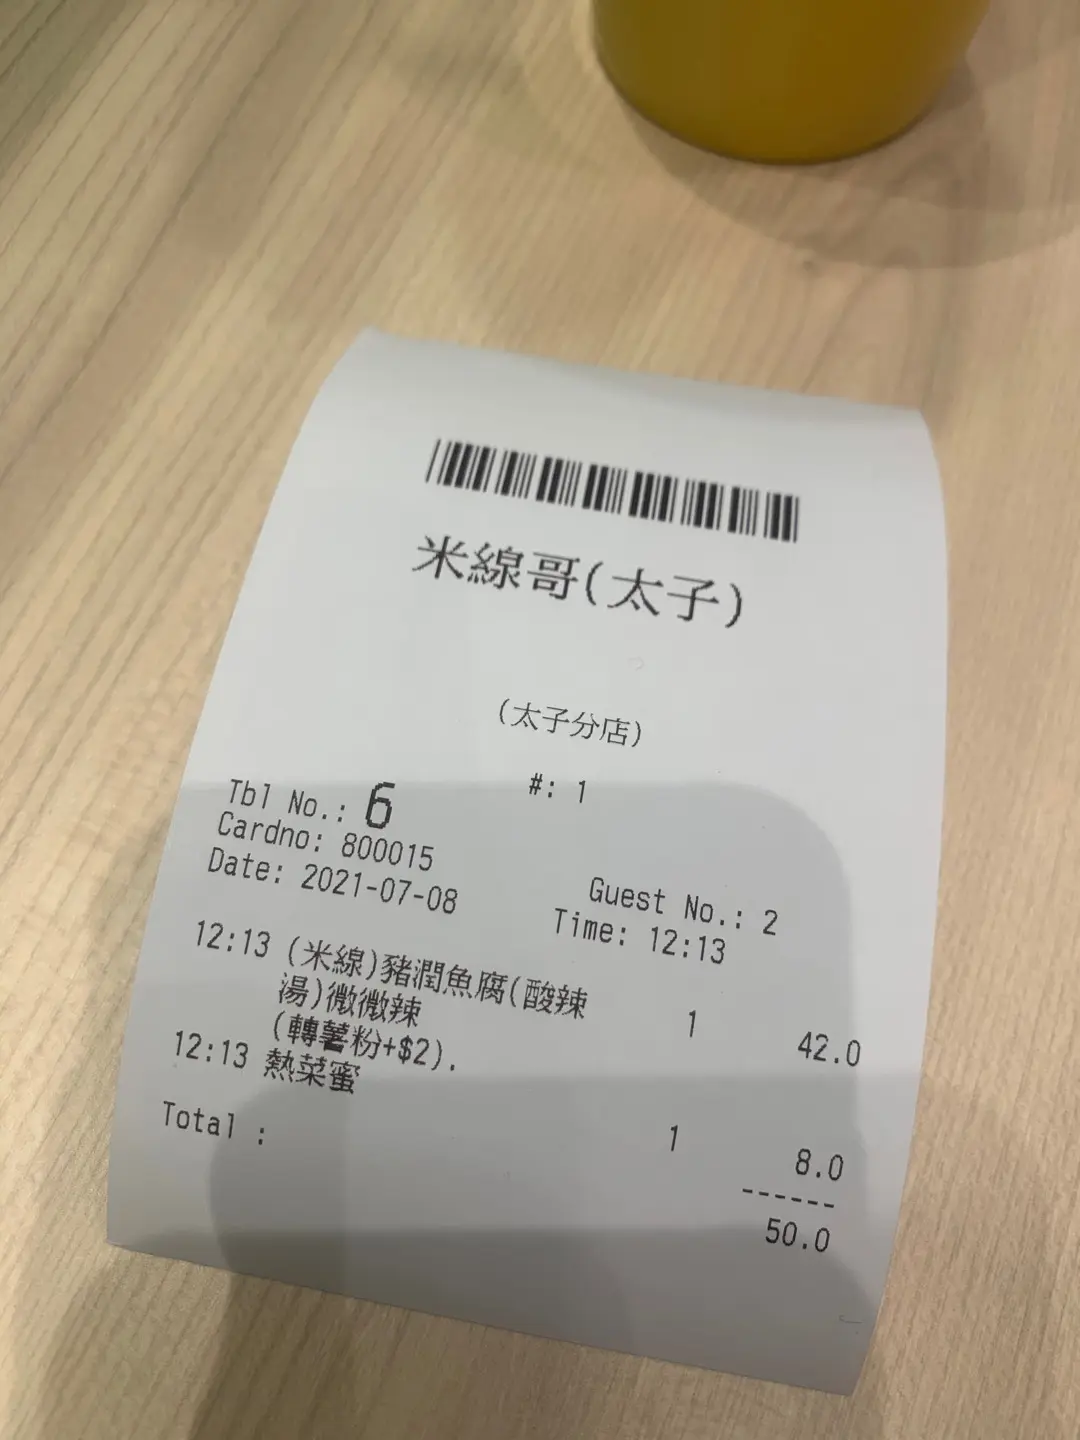 米線哥(太子)
(太子分店)
#: 1
Tbl No.: 6
Cardno: 800015
Guest No.: 2
Date: 2021-07-08
Time: 12:13
12:13 (米線)豬潤魚腐(酸辣 1 42.0
湯)微微辣
(轉薯粉+$2).
12:13 熱菜蜜 1 8.0
------
Total : 50.0